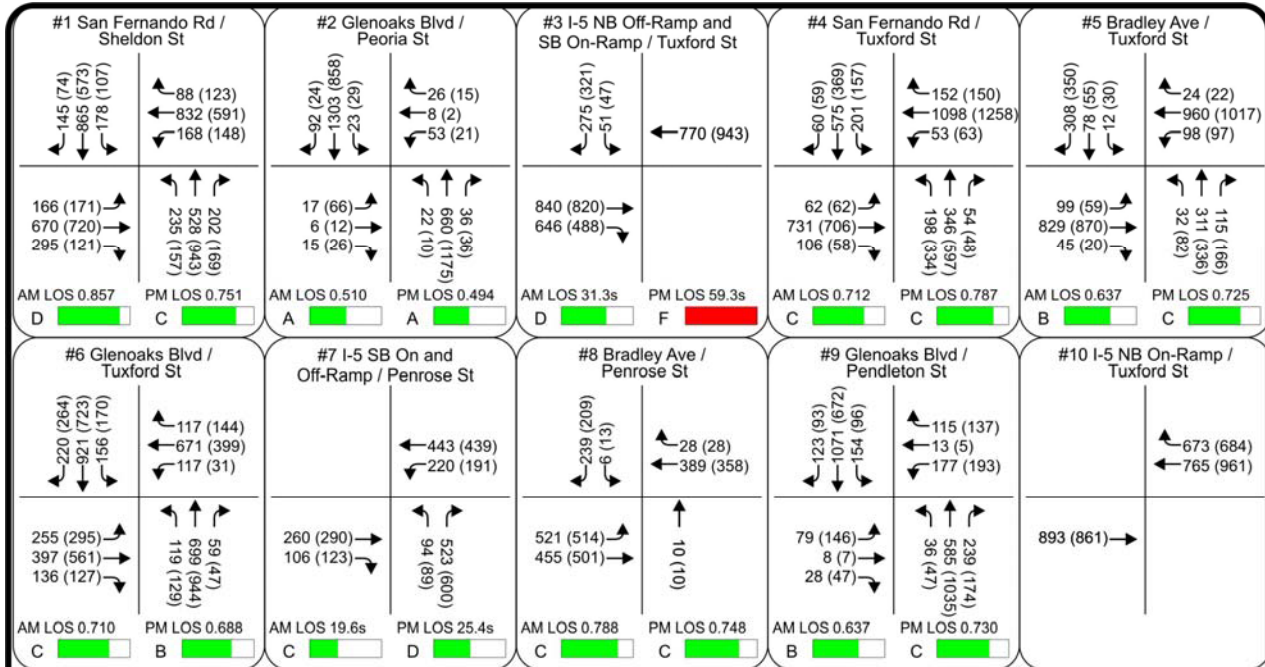 #1 San Fernando Rd /
Sheldon St
145 (74)
865 (573)
178 (107)
88 (123)
832 (591)
168 (148)
166 (171)
670 (720)
295 (121)
235 (157)
528 (943)
202 (169)
AM LOS 0.857
D
PM LOS 0.751
C
#2 Glenoaks Blvd /
Peoria St
92 (24)
1303 (858)
23 (29)
26 (15)
8 (2)
53 (21)
17 (66)
6 (12)
15 (26)
22 (10)
660 (1175)
36 (36)
AM LOS 0.510
A
PM LOS 0.494
A
#3 I-5 NB Off-Ramp and
SB On-Ramp / Tuxford St
275 (321)
51 (47)
770 (943)
840 (820)
646 (488)
AM LOS 31.3s
D
PM LOS 59.3s
F
#4 San Fernando Rd /
Tuxford St
60 (59)
575 (369)
201 (157)
152 (150)
1098 (1258)
53 (63)
62 (62)
731 (706)
106 (58)
198 (334)
346 (597)
54 (48)
AM LOS 0.712
C
PM LOS 0.787
C
#5 Bradley Ave /
Tuxford St
308 (350)
78 (55)
12 (30)
24 (22)
960 (1017)
98 (97)
99 (59)
829 (870)
45 (20)
32 (82)
311 (336)
115 (166)
AM LOS 0.637
B
PM LOS 0.725
C
#6 Glenoaks Blvd /
Tuxford St
220 (264)
921 (723)
156 (170)
117 (144)
671 (399)
117 (31)
255 (295)
397 (561)
136 (127)
119 (129)
699 (944)
59 (47)
AM LOS 0.710
C
PM LOS 0.688
B
#7 I-5 SB On and
Off-Ramp / Penrose St
443 (439)
220 (191)
260 (290)
106 (123)
94 (89)
523 (600)
AM LOS 19.6s
C
PM LOS 25.4s
D
#8 Bradley Ave /
Penrose St
239 (209)
6 (13)
28 (28)
389 (358)
521 (514)
455 (501)
10 (10)
AM LOS 0.788
C
PM LOS 0.748
C
#9 Glenoaks Blvd /
Pendleton St
123 (93)
1071 (672)
154 (96)
115 (137)
13 (5)
177 (193)
79 (146)
8 (7)
28 (47)
36 (47)
585 (1035)
239 (174)
AM LOS 0.637
B
PM LOS 0.730
C
#10 I-5 NB On-Ramp /
Tuxford St
673 (684)
765 (961)
893 (861)